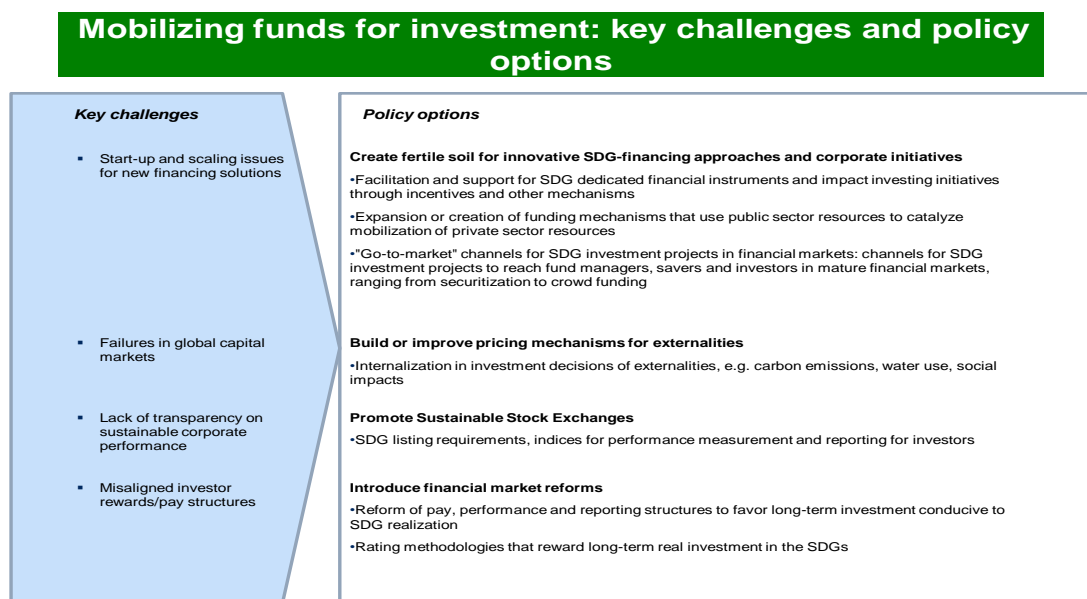 Mobilizing funds for investment: key challenges and policy
options
Key challenges
▪ Start-up and scaling issues
for new financing solutions
▪ Failures in global capital
markets
▪ Lack of transparency on
sustainable corporate
performance
▪ Misaligned investor
rewards/pay structures
Policy options
Create fertile soil for innovative SDG-financing approaches and corporate initiatives
•Facilitation and support for SDG dedicated financial instruments and impact investing initiatives
through incentives and other mechanisms
•Expansion or creation of funding mechanisms that use public sector resources to catalyze
mobilization of private sector resources
•"Go-to-market" channels for SDG investment projects in financial markets: channels for SDG
investment projects to reach fund managers, savers and investors in mature financial markets,
ranging from securitization to crowd funding
Build or improve pricing mechanisms for externalities
•Internalization in investment decisions of externalities, e.g. carbon emissions, water use, social
impacts
Promote Sustainable Stock Exchanges
•SDG listing requirements, indices for performance measurement and reporting for investors
Introduce financial market reforms
•Reform of pay, performance and reporting structures to favor long-term investment conducive to
SDG realization
•Rating methodologies that reward long-term real investment in the SDGs